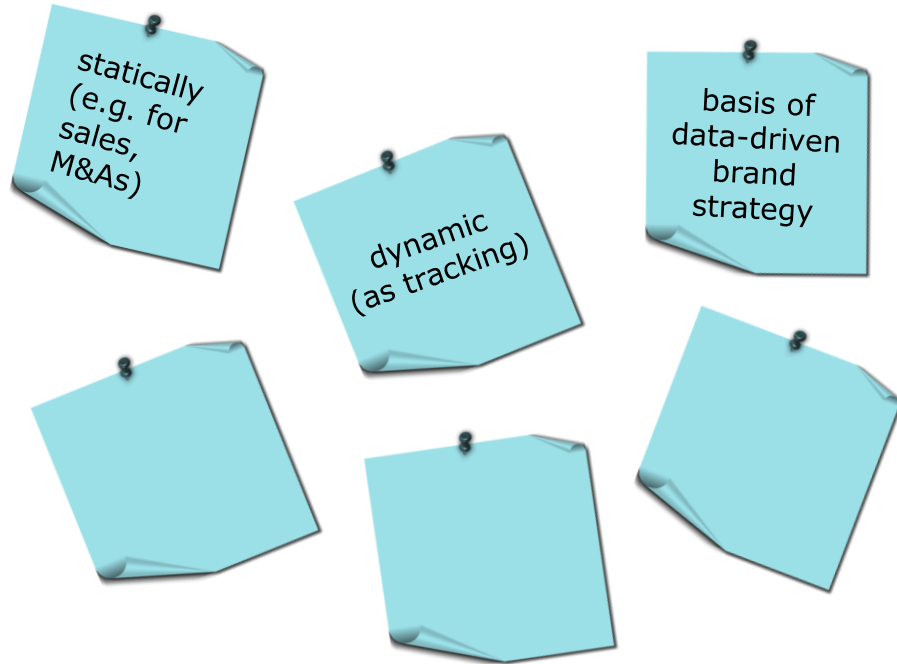 statically
(e.g. for
sales,
M&As)
dynamic
(as tracking)
basis of
data-driven
brand
strategy